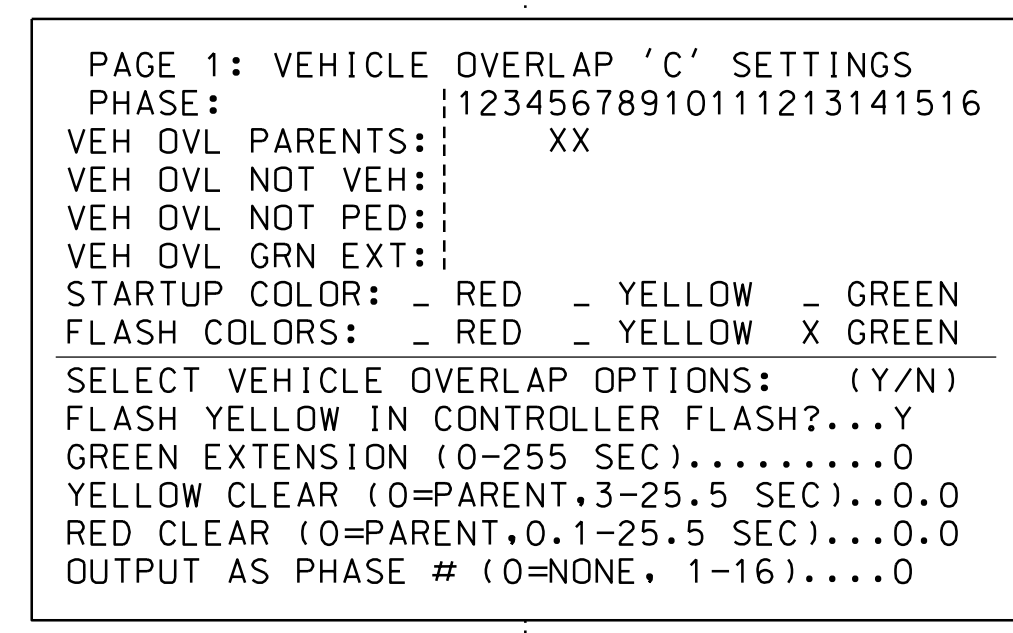 PAGE 1: VEHICLE OVERLAP 'C' SETTINGS
PHASE: ¦12345678910111213141516
VEH OVL PARENTS:¦ XX
VEH OVL NOT VEH:¦
VEH OVL NOT PED:¦
VEH OVL GRN EXT:¦
STARTUP COLOR: _ RED _ YELLOW _ GREEN
FLASH COLORS: _ RED _ YELLOW X GREEN
SELECT VEHICLE OVERLAP OPTIONS: (Y/N)
FLASH YELLOW IN CONTROLLER FLASH?...Y
GREEN EXTENSION (0-255 SEC).........0
YELLOW CLEAR (0=PARENT,3-25.5 SEC)..0.0
RED CLEAR (0=PARENT,0.1-25.5 SEC)...0.0
OUTPUT AS PHASE # (0=NONE, 1-16)....0